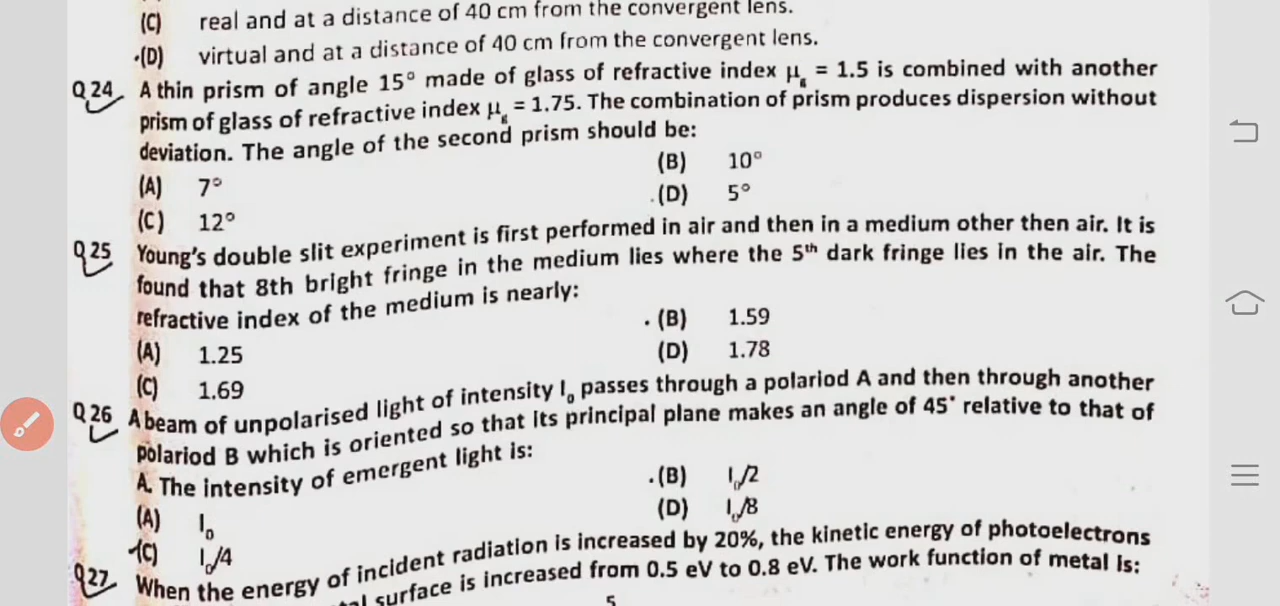 (C) real and at a distance of 40 cm from the convergent lens.
(D) virtual and at a distance of 40 cm from the convergent lens.
Q 24 A thin prism of angle 15° made of glass of refractive index μg = 1.5 is combined with another
prism of glass of refractive index μg = 1.75. The combination of prism produces dispersion without
deviation. The angle of the second prism should be:
(A) 7° (B) 10°
(C) 12° (D) 5°
Q 25 Young's double slit experiment is first performed in air and then in a medium other then air. It is
found that 8th bright fringe in the medium lies where the 5th dark fringe lies in the air. The
refractive index of the medium is nearly:
(A) 1.25 (B) 1.59
(C) 1.69 (D) 1.78
Q 26 A beam of unpolarised light of intensity I₀ passes through a polariod A and then through another
polariod B which is oriented so that its principal plane makes an angle of 45° relative to that of
A. The intensity of emergent light is:
(A) I₀ (B) I₀/2
(C) I₀/4 (D) I₀/8
Q 27 When the energy of incident radiation is increased by 20%, the kinetic energy of photoelectrons
surface is increased from 0.5 eV to 0.8 eV. The work function of metal is: